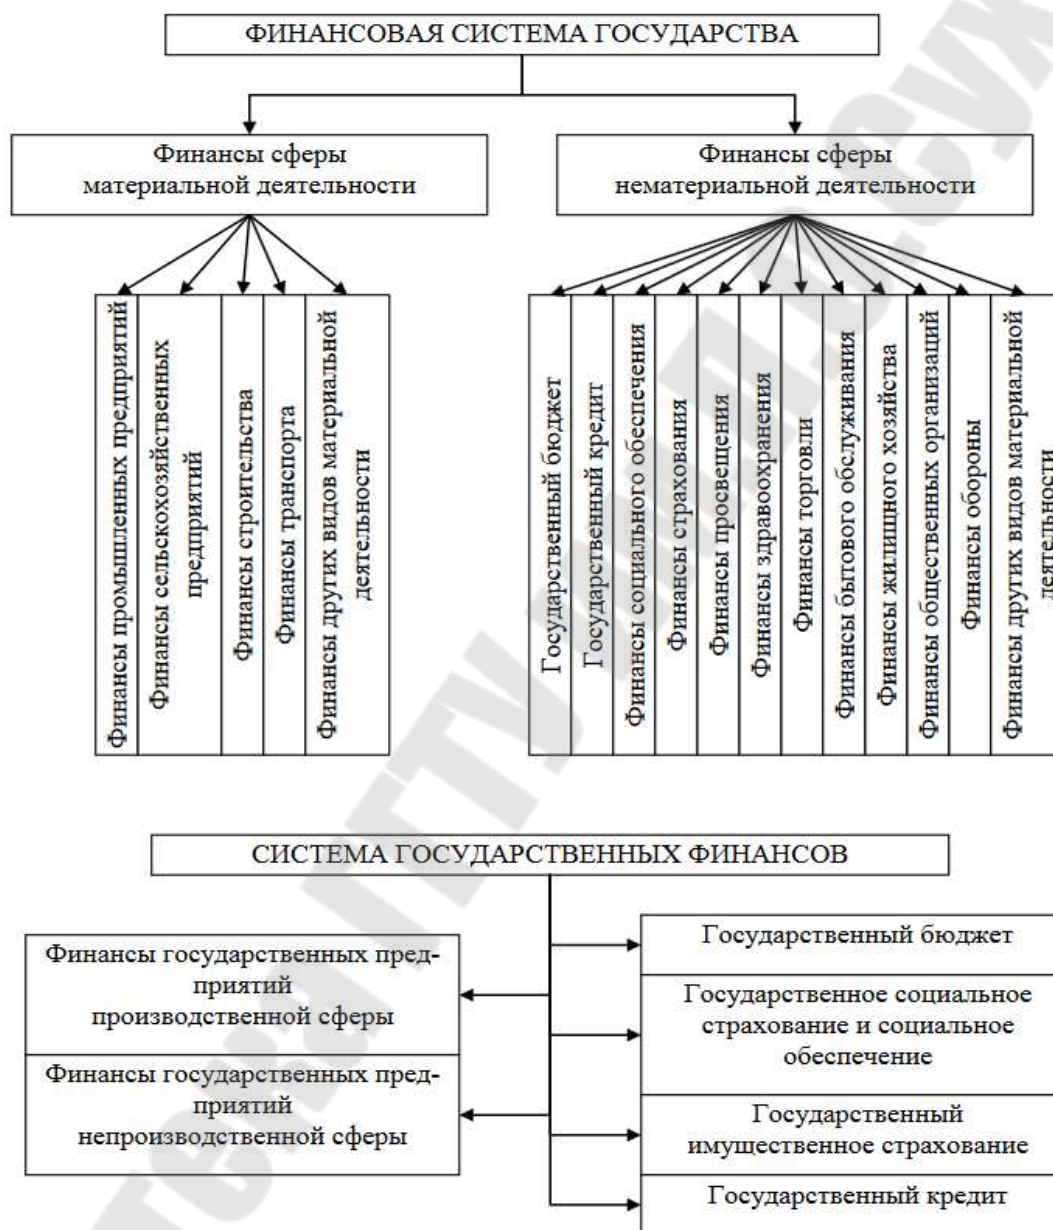 ФИНАНСОВАЯ СИСТЕМА ГОСУДАРСТВА
Финансы сферы
материальной деятельности
Финансы сферы
нематериальной деятельности
Финансы промышленных предприятий
Финансы сельскохозяйственных
предприятий
Финансы строительства
Финансы транспорта
Финансы других видов материальной
деятельности
Государственный бюджет
Государственный кредит
Финансы социального обеспечения
Финансы страхования
Финансы просвещения
Финансы здравоохранения
Финансы торговли
Финансы бытового обслуживания
Финансы жилищного хозяйства
Финансы общественных организаций
Финансы обороны
Финансы других видов материальной
деятельности
СИСТЕМА ГОСУДАРСТВЕННЫХ ФИНАНСОВ
Финансы государственных пред-
приятий
производственной сферы
Финансы государственных пред-
приятий
непроизводственной сферы
Государственный бюджет
Государственное социальное
страхование и социальное
обеспечение
Государственный
имущественное страхование
Государственный кредит